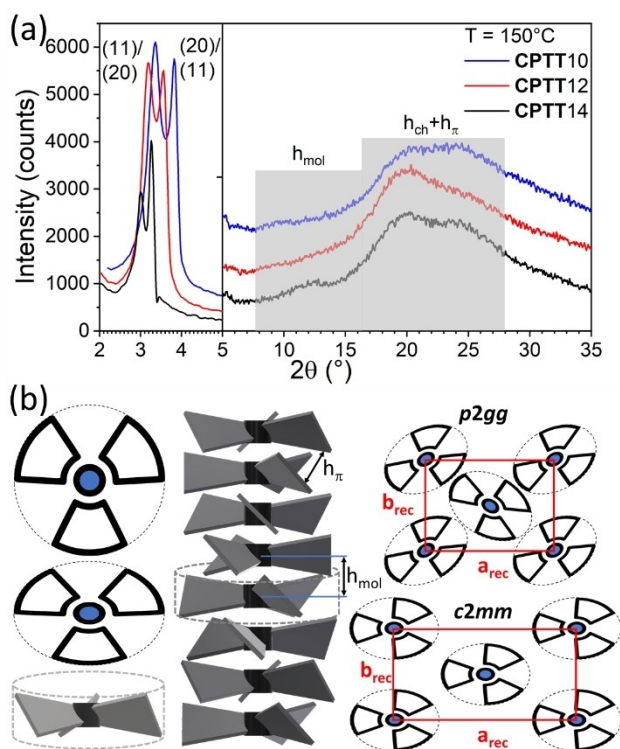 (a)
Intensity (counts)
6000
5000
4000
3000
2000
1000
0
(11)/
(20)
(20)/
(11)
T = 150°C
CPTT10
CPTT12
CPTT14
h_mol
h_ch+h_π
2 3 4 5 10 15 20 25 30 35
2θ (°)
(b)
h_π
h_mol
p2gg
b_rec
a_rec
c2mm
b_rec
a_rec